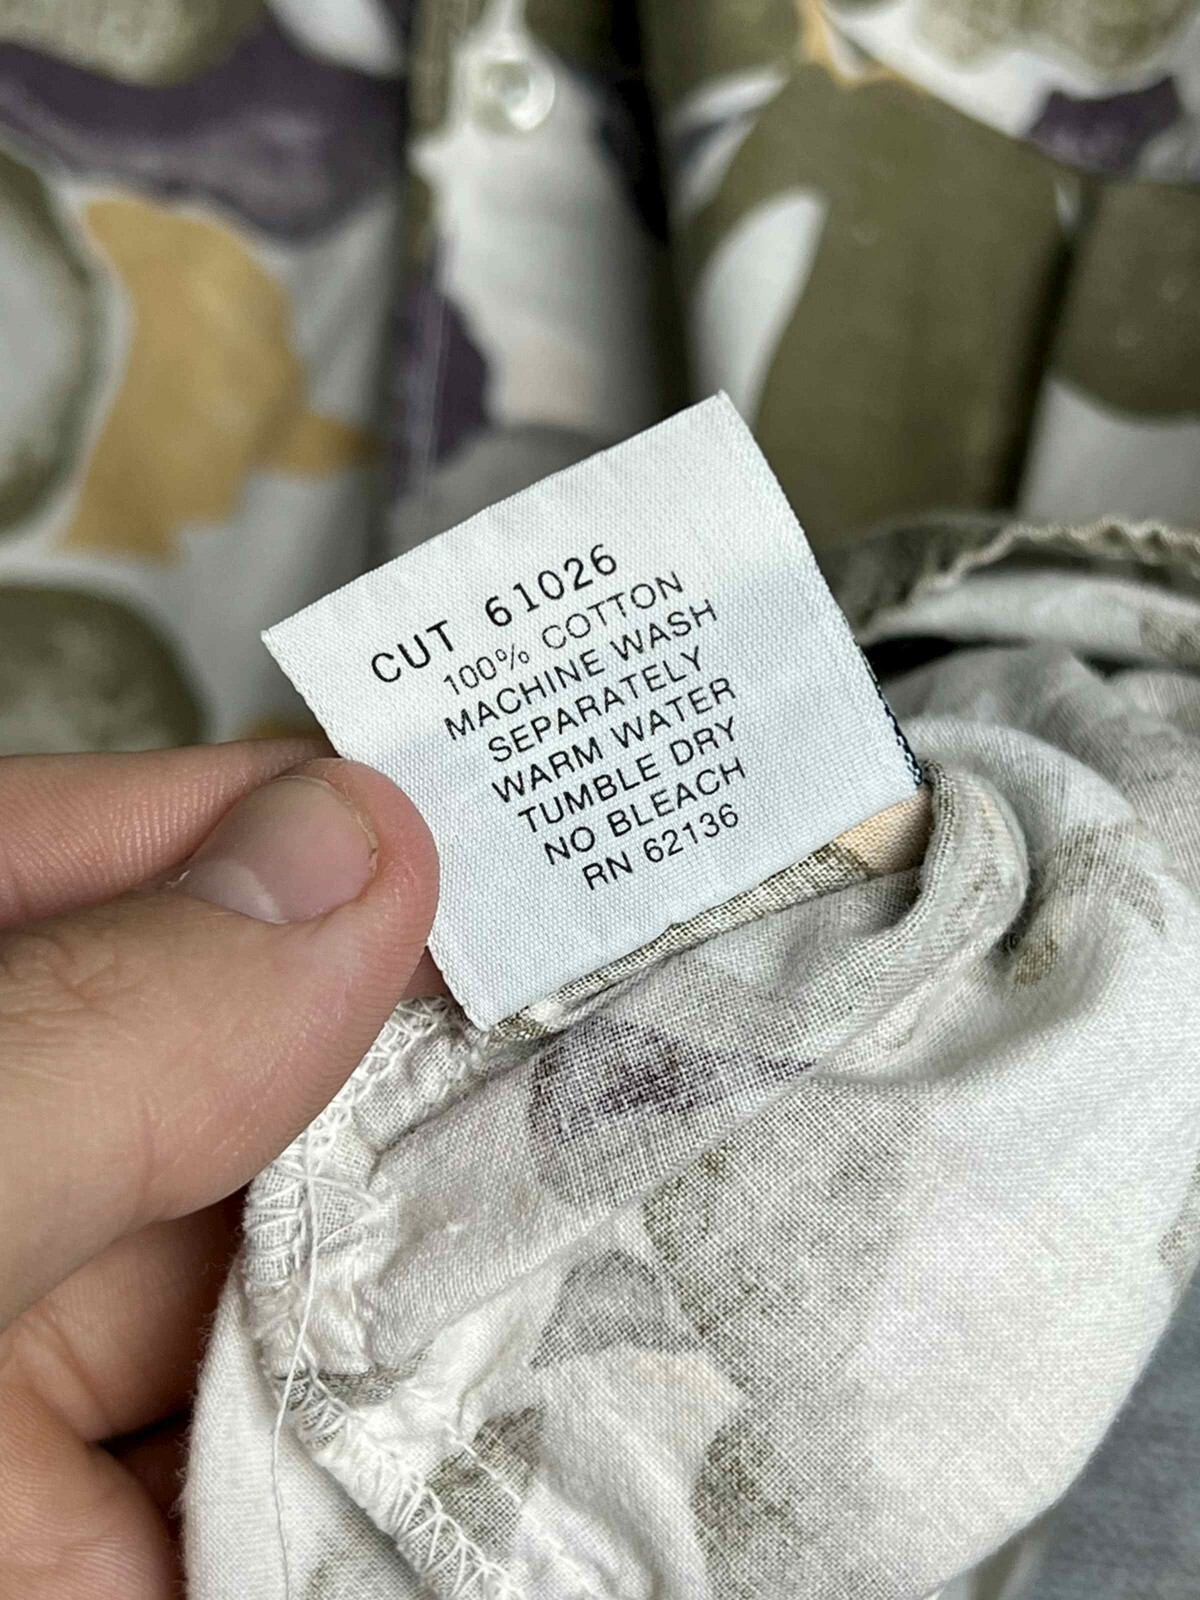 CUT 61026
100% COTTON
MACHINE WASH
SEPARATELY
WARM WATER
TUMBLE DRY
NO BLEACH
RN 62136